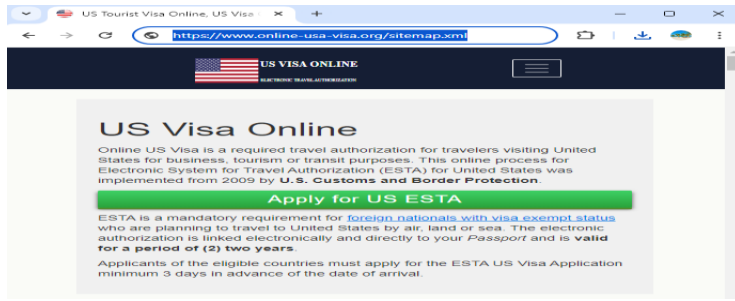 US Tourist Visa Online, US Visa
https://www.online-usa-visa.org/sitemap.xml
US VISA ONLINE
ELECTRONIC TRAVEL AUTHORIZATION
US Visa Online
Online US Visa is a required travel authorization for travelers visiting United
States for business, tourism or transit purposes. This online process for
Electronic System for Travel Authorization (ESTA) for United States was
implemented from 2009 by U.S. Customs and Border Protection.
Apply for US ESTA
ESTA is a mandatory requirement for foreign nationals with visa exempt status
who are planning to travel to United States by air, land or sea. The electronic
authorization is linked electronically and directly to your Passport and is valid
for a period of (2) two years.
Applicants of the eligible countries must apply for the ESTA US Visa Application
minimum 3 days in advance of the date of arrival.